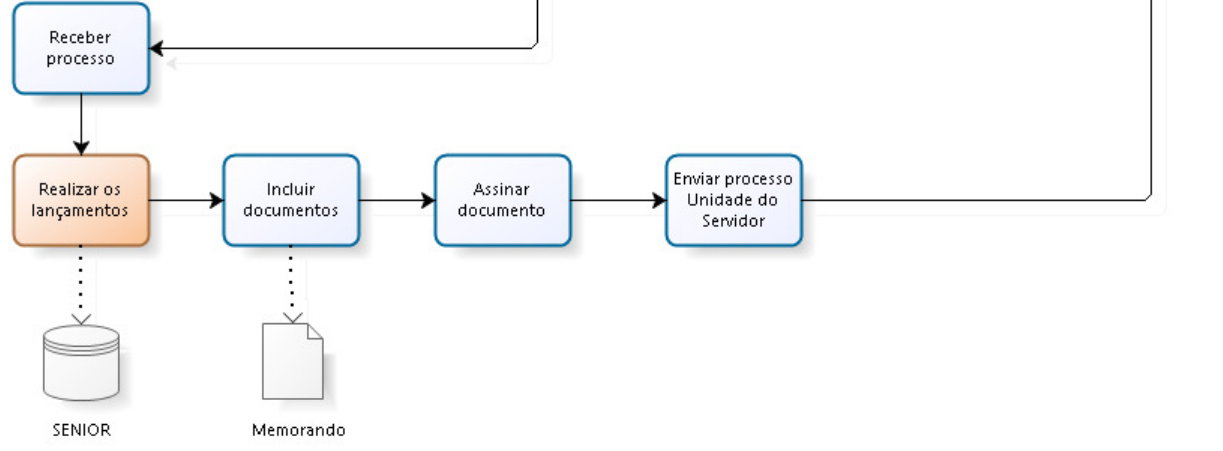 Receber
processo
Realizar os
lançamentos
Incluir
documentos
Assinar
documento
Enviar processo
Unidade do
Servidor
SENIOR
Memorando